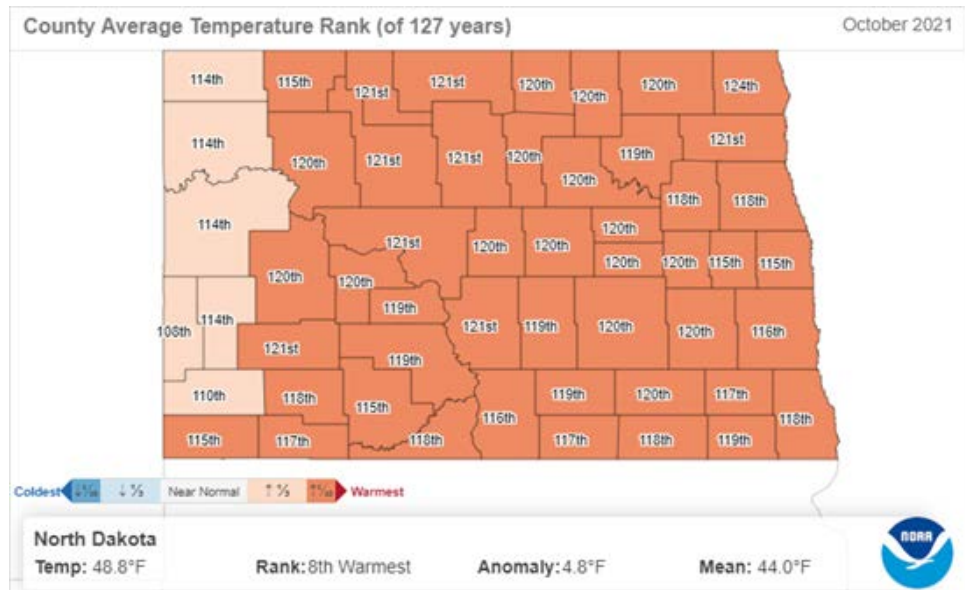 County Average Temperature Rank (of 127 years)
October 2021
114th 115th 121st 121st 120th 120th 120th 124th
114th 120th 121st 121st 120th 120th 119th 121st
114th 118th 118th
121st 120th 120th 120th
120th 120th 120th 120th 115th 115th
108th 114th 119th 121st 119th 120th 120th 116th
121st 119th
110th 118th 115th 116th 119th 120th 117th 118th
115th 117th 118th 117th 118th 119th
Coldest Near Normal Warmest
North Dakota
Temp: 48.8°F Rank:8th Warmest Anomaly:4.8°F Mean: 44.0°F
NOAA